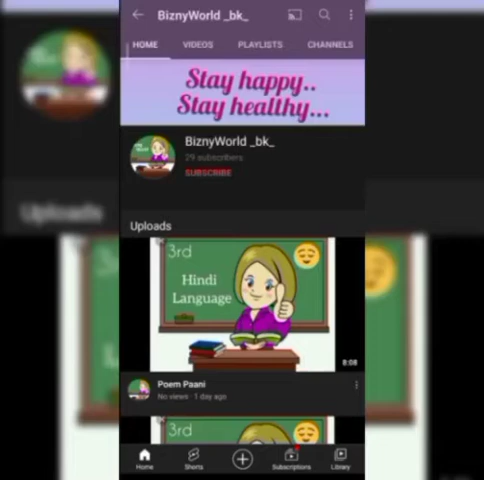 BiznyWorld _bk_
HOME VIDEOS PLAYLISTS CHANNELS
Stay happy..
Stay healthy...
BiznyWorld _bk_
29 subscribers
SUBSCRIBE
Uploads
Uploads
3rd
Hindi
Language
8:08
Poem Paani
No views · 1 day ago
3rd
Home Shorts Subscriptions Library